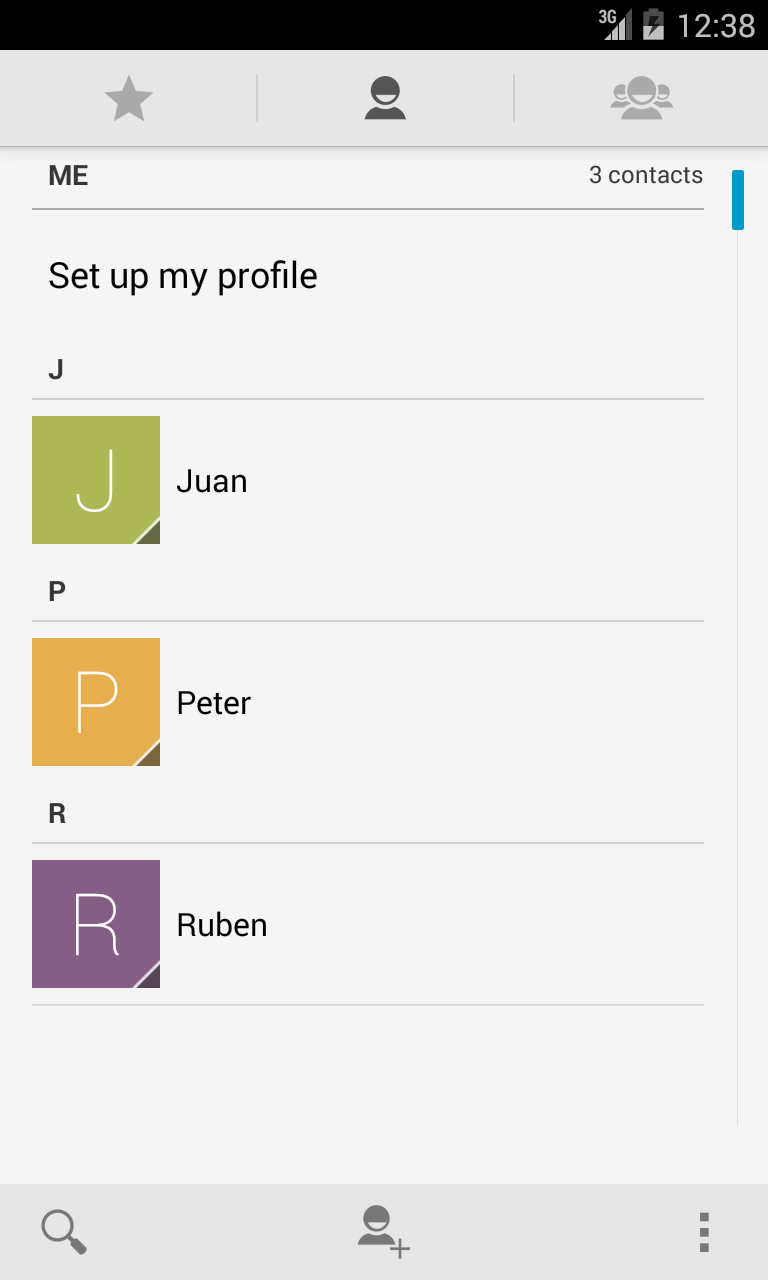 3G 12:38
ME 3 contacts
Set up my profile
J
J Juan
P
P Peter
R
R Ruben